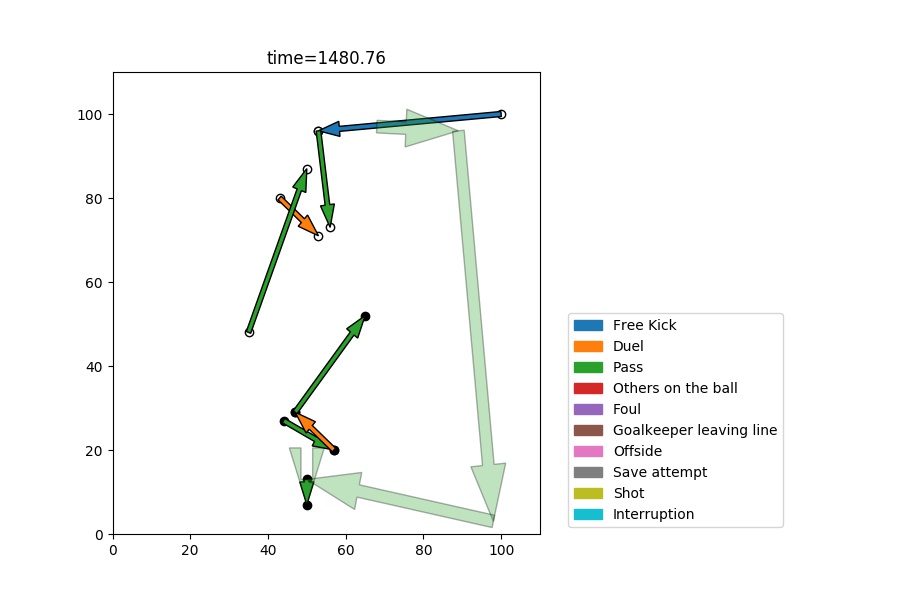 time=1480.76
100
80
60
40
20
0
0
20
40
60
80
100
Free Kick
Duel
Pass
Others on the ball
Foul
Goalkeeper leaving line
Offside
Save attempt
Shot
Interruption